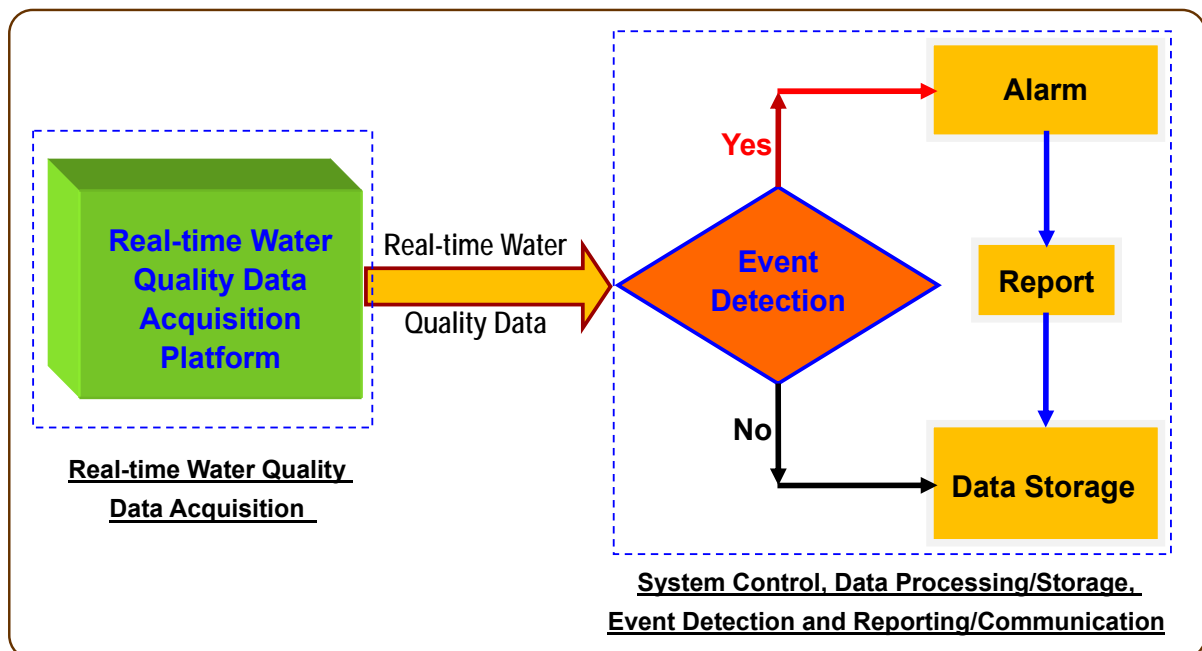 Real-time Water
Quality Data
Acquisition
Platform
Real-time Water Quality
Data Acquisition
Real-time Water
Quality Data
Event
Detection
Yes
No
Alarm
Report
Data Storage
System Control, Data Processing/Storage,
Event Detection and Reporting/Communication